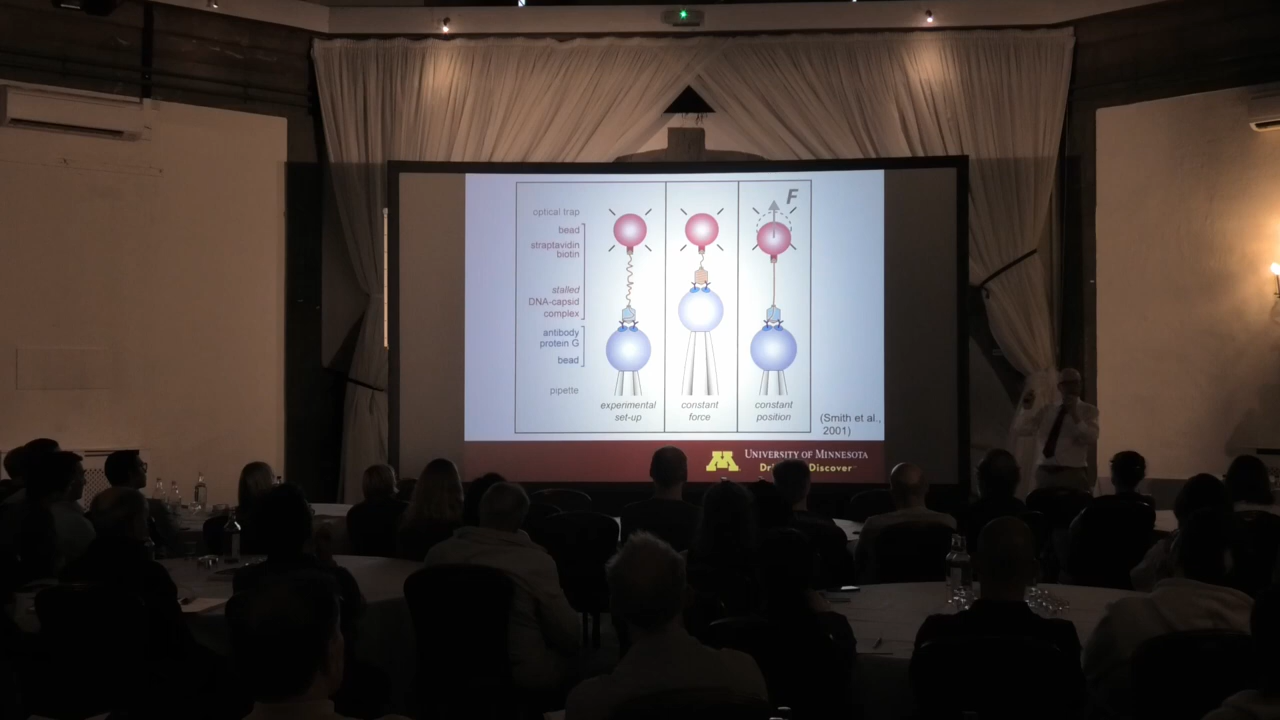 optical trap
bead
straptavidin
biotin
stalled
DNA-capsid
complex
antibody
protein G
bead
pipette
experimental
set-up
constant
force
F
constant
position
(Smith et al.,
2001)
M
UNIVERSITY OF MINNESOTA
Discover